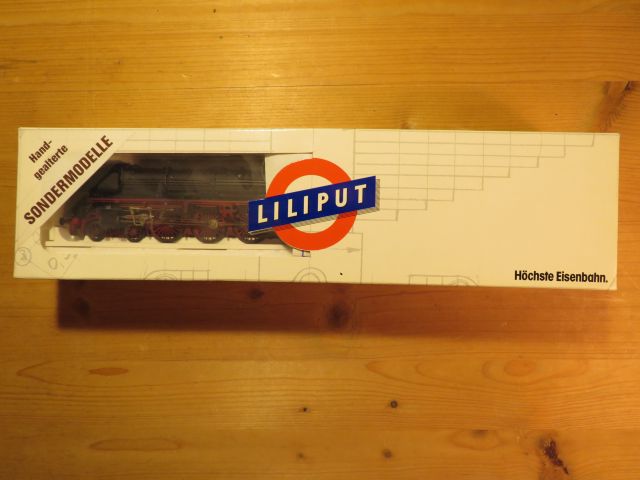 Hand-
gealterte
SONDERMODELLE
LILIPUT
Höchste Eisenbahn.